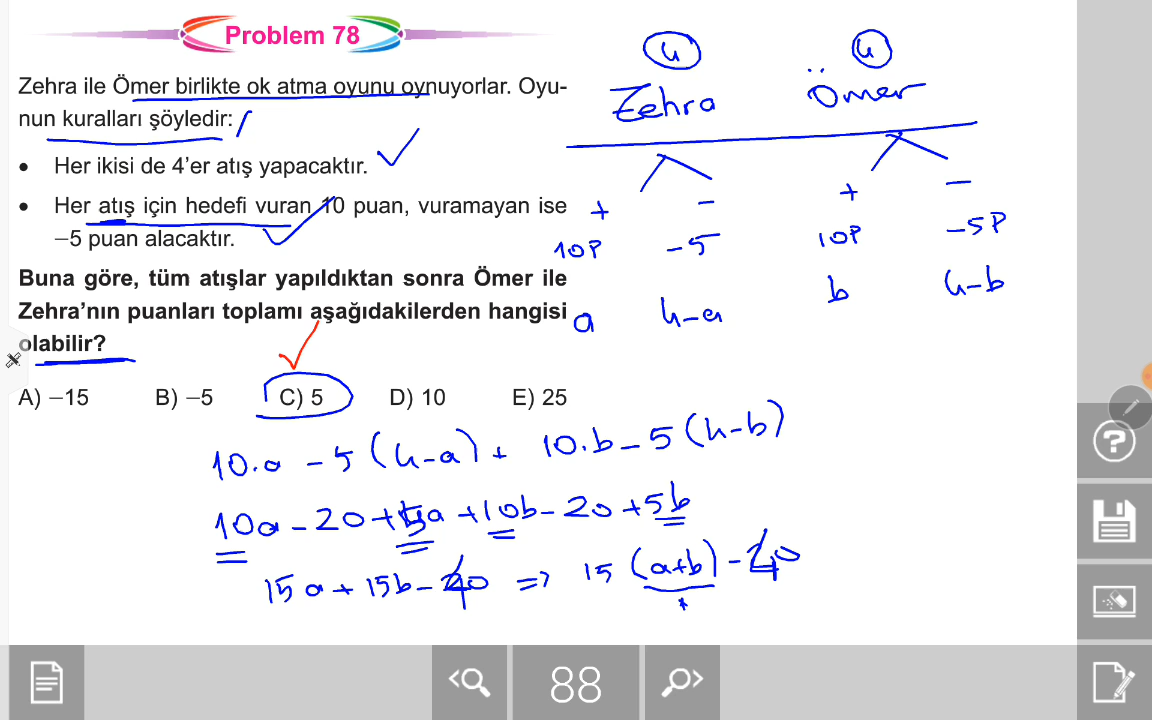 Problem 78
Zehra ile Ömer birlikte ok atma oyunu oynuyorlar. Oyu-
nun kuralları şöyledir:
• Her ikisi de 4’er atış yapacaktır.
• Her atış için hedefi vuran 10 puan, vuramayan ise
−5 puan alacaktır.
Buna göre, tüm atışlar yapıldıktan sonra Ömer ile
Zehra’nın puanları toplamı aşağıdakilerden hangisi
olabilir?
A) −15 B) −5 C) 5 D) 10 E) 25
4 4
Zehra Ömer
+ − + −
10P −5 10P −5P
a 4−a b 4−b
10.a − 5(4−a) + 10.b − 5(4−b)
10a − 20 + 5a + 10b − 20 + 5b
15a + 15b − 40 => 15 (a+b) − 40
88
?